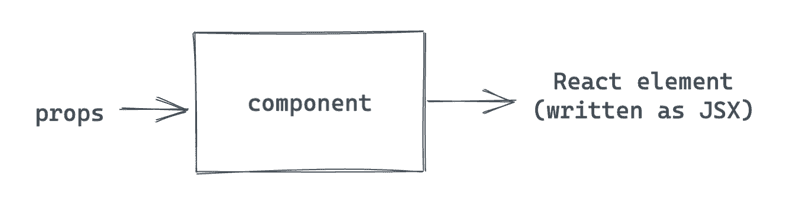 props
component
React element
(written as JSX)